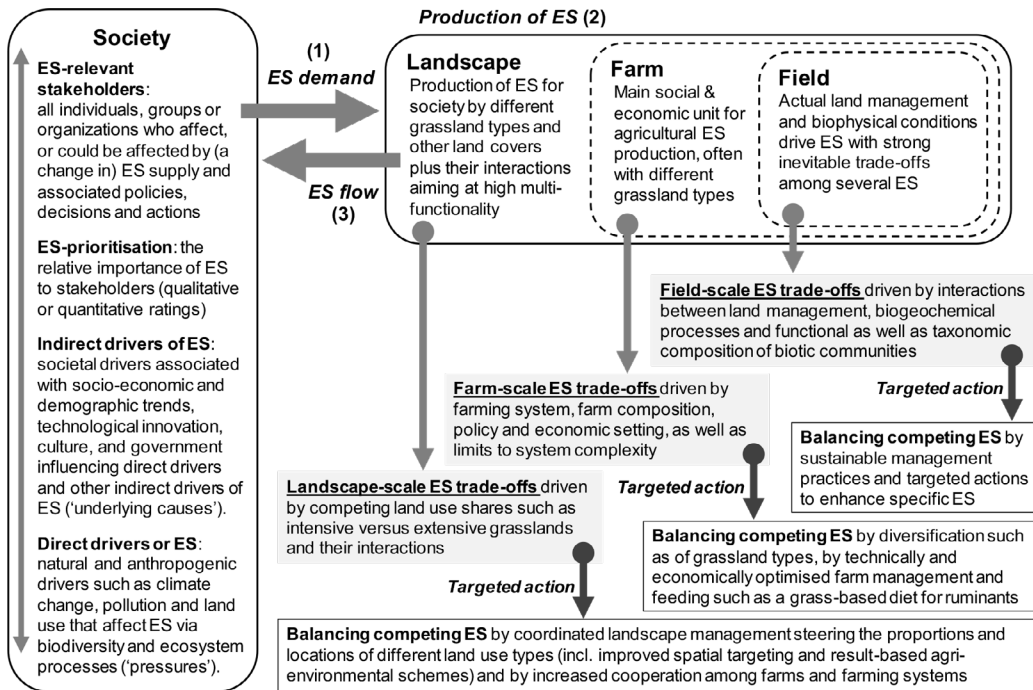 Production of ES (2)
Society
ES-relevant
stakeholders:
all individuals, groups or
organizations who affect,
or could be affected by (a
change in) ES supply and
associated policies,
decisions and actions
ES-prioritisation: the
relative importance of ES
to stakeholders (qualitative
or quantitative ratings)
Indirect drivers of ES:
societal drivers associated
with socio-economic and
demographic trends,
technological innovation,
culture, and government
influencing direct drivers
and other indirect drivers of
ES (‘underlying causes’).
Direct drivers or ES:
natural and anthropogenic
drivers such as climate
change, pollution and land
use that affect ES via
biodiversity and ecosystem
processes (‘pressures’).
(1)
ES demand
ES flow
(3)
Landscape
Production of ES for
society by different
grassland types and
other land covers
plus their interactions
aiming at high multi-
functionality
Farm
Main social &
economic unit for
agricultural ES
production, often
with different
grassland types
Field
Actual land management
and biophysical conditions
drive ES with strong
inevitable trade-offs
among several ES
Field-scale ES trade-offs driven by interactions
between land management, biogeochemical
processes and functional as well as taxonomic
composition of biotic communities
Targeted action
Balancing competing ES by
sustainable management
practices and targeted actions
to enhance specific ES
Farm-scale ES trade-offs driven by
farming system, farm composition,
policy and economic setting, as well as
limits to system complexity
Targeted action
Balancing competing ES by diversification such
as of grassland types, by technically and
economically optimised farm management and
feeding such as a grass-based diet for ruminants
Landscape-scale ES trade-offs driven
by competing land use shares such as
intensive versus extensive grasslands
and their interactions
Targeted action
Balancing competing ES by coordinated landscape management steering the proportions and
locations of different land use types (incl. improved spatial targeting and result-based agri-
environmental schemes) and by increased cooperation among farms and farming systems